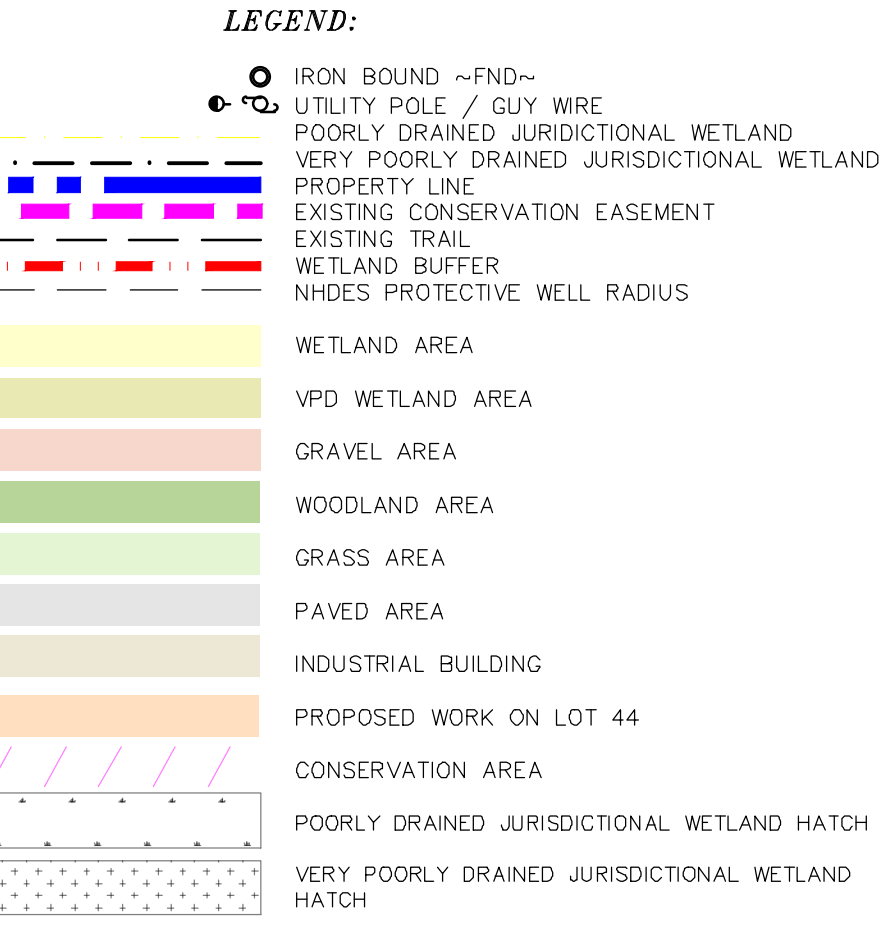 LEGEND:
IRON BOUND ~FND~
UTILITY POLE / GUY WIRE
POORLY DRAINED JURIDICTIONAL WETLAND
VERY POORLY DRAINED JURISDICTIONAL WETLAND
PROPERTY LINE
EXISTING CONSERVATION EASEMENT
EXISTING TRAIL
WETLAND BUFFER
NHDES PROTECTIVE WELL RADIUS
WETLAND AREA
VPD WETLAND AREA
GRAVEL AREA
WOODLAND AREA
GRASS AREA
PAVED AREA
INDUSTRIAL BUILDING
PROPOSED WORK ON LOT 44
CONSERVATION AREA
POORLY DRAINED JURISDICTIONAL WETLAND HATCH
VERY POORLY DRAINED JURISDICTIONAL WETLAND
HATCH